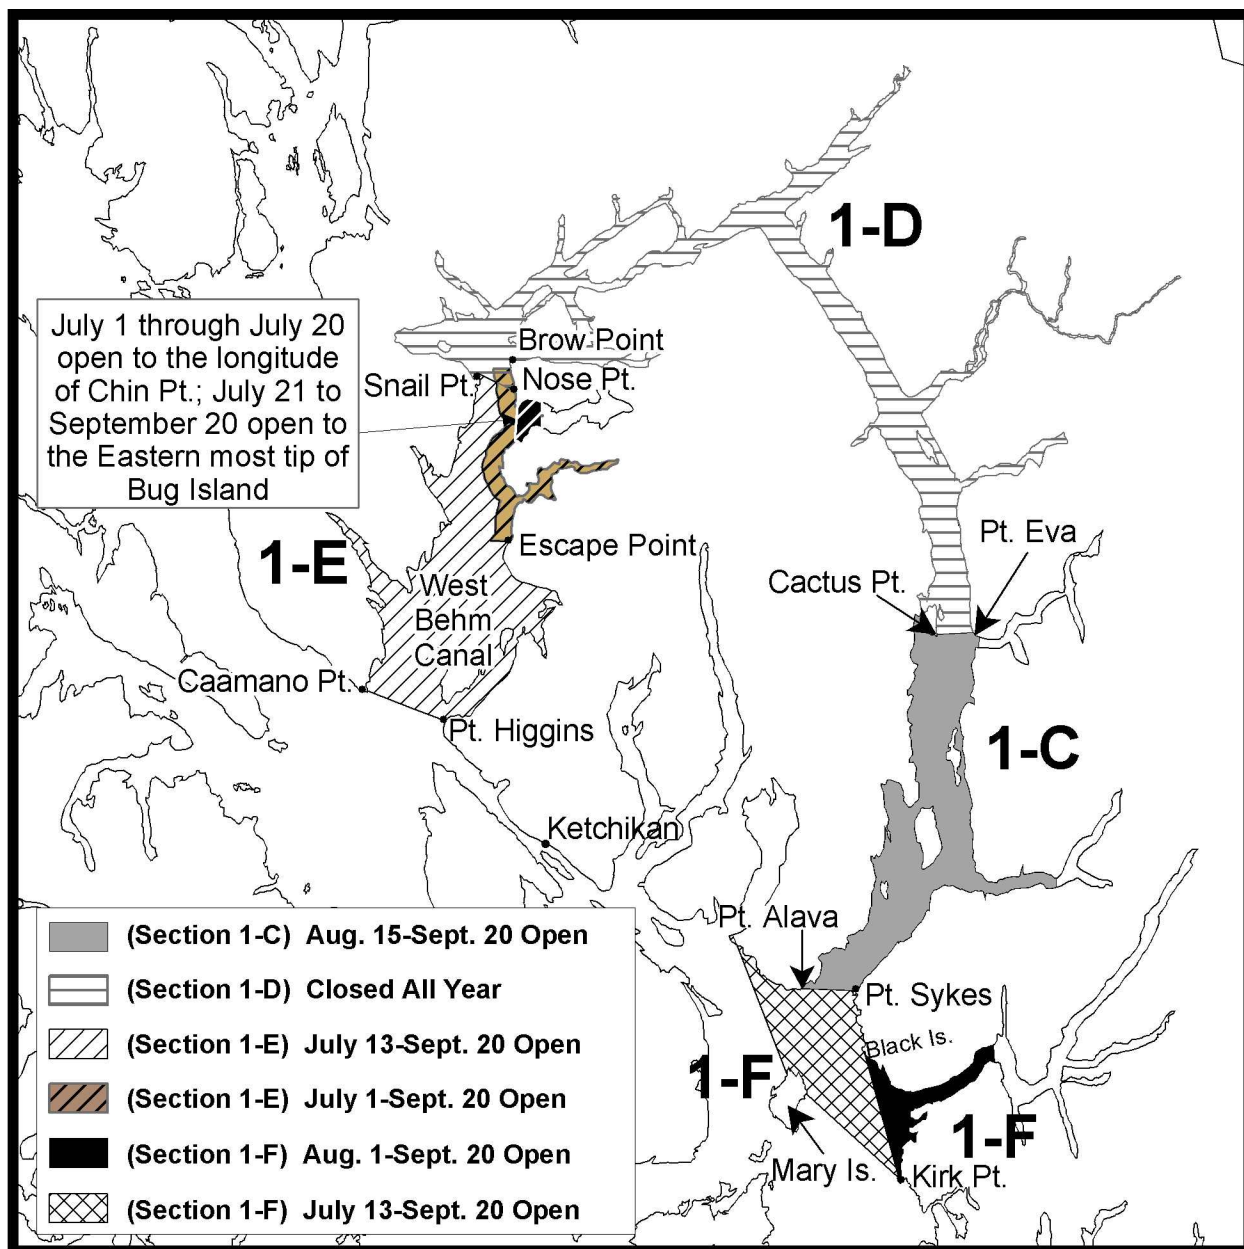 1-D
July 1 through July 20
open to the longitude
of Chin Pt.; July 21 to
September 20 open to
the Eastern most tip of
Bug Island
Brow Point
Snail Pt.
Nose Pt.
1-E
Escape Point
Pt. Eva
Cactus Pt.
West
Behm
Canal
Caamano Pt.
Pt. Higgins
1-C
Ketchikan
Pt. Alava
Pt. Sykes
Black Is.
1-F
1-F
Mary Is.
Kirk Pt.
(Section 1-C) Aug. 15-Sept. 20 Open
(Section 1-D) Closed All Year
(Section 1-E) July 13-Sept. 20 Open
(Section 1-E) July 1-Sept. 20 Open
(Section 1-F) Aug. 1-Sept. 20 Open
(Section 1-F) July 13-Sept. 20 Open